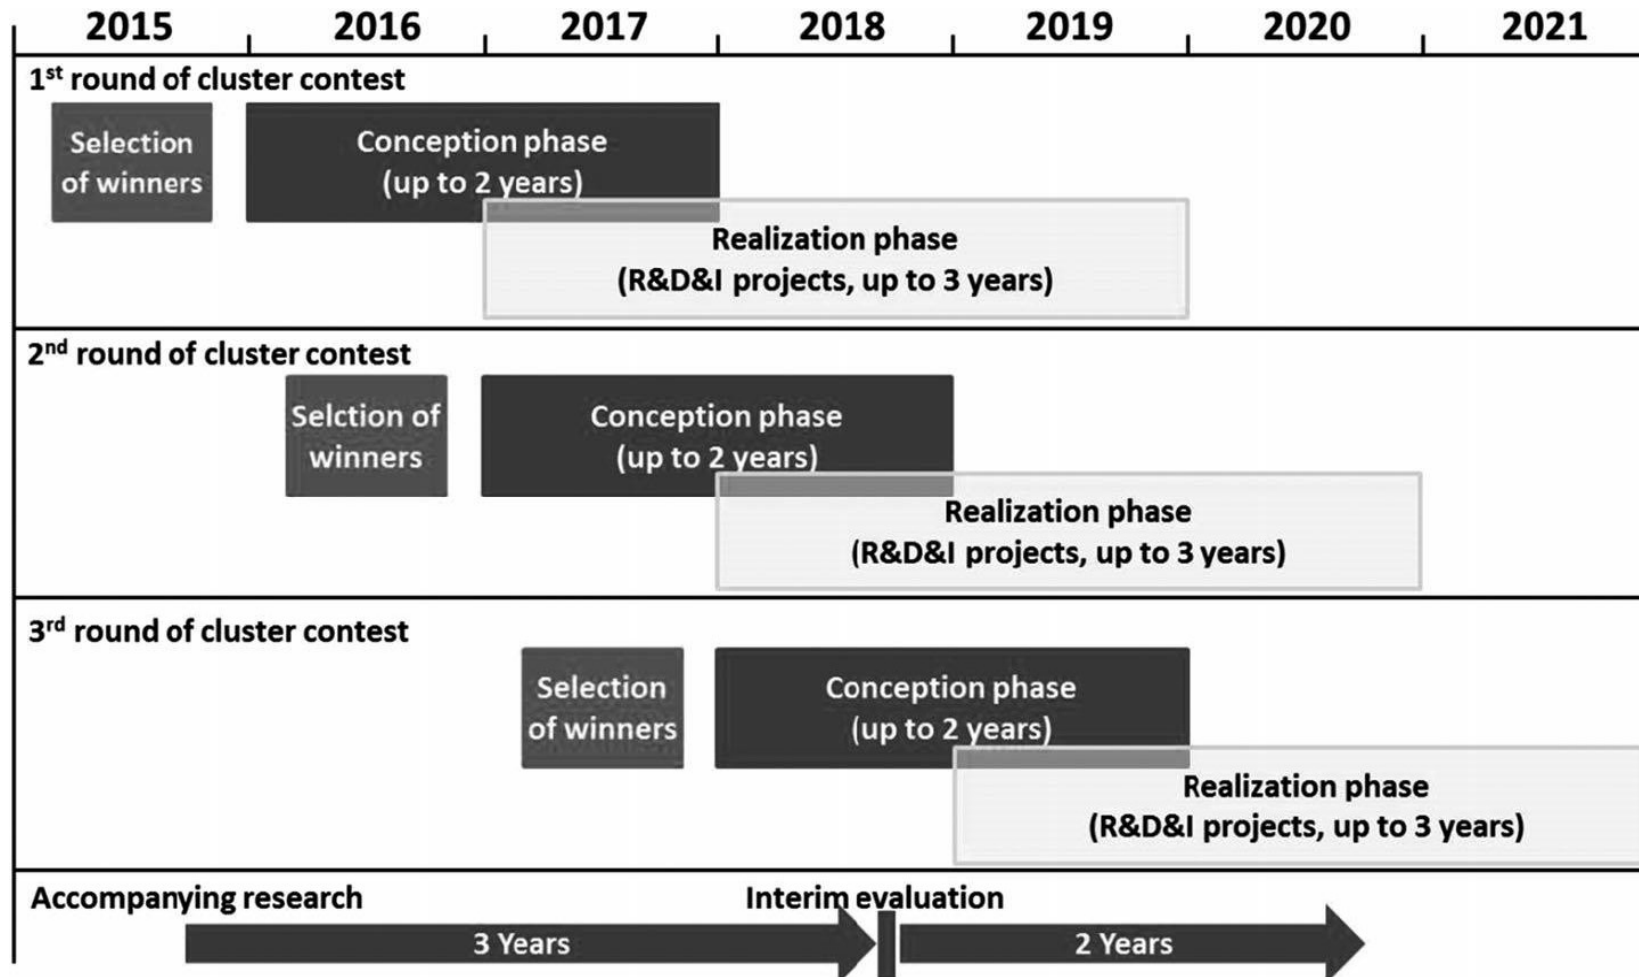 2015 2016 2017 2018 2019 2020 2021
1st round of cluster contest
Selection
of winners
Conception phase
(up to 2 years)
Realization phase
(R&D&I projects, up to 3 years)
2nd round of cluster contest
Selction of
winners
Conception phase
(up to 2 years)
Realization phase
(R&D&I projects, up to 3 years)
3rd round of cluster contest
Selection
of winners
Conception phase
(up to 2 years)
Realization phase
(R&D&I projects, up to 3 years)
Accompanying research
Interim evaluation
3 Years
2 Years